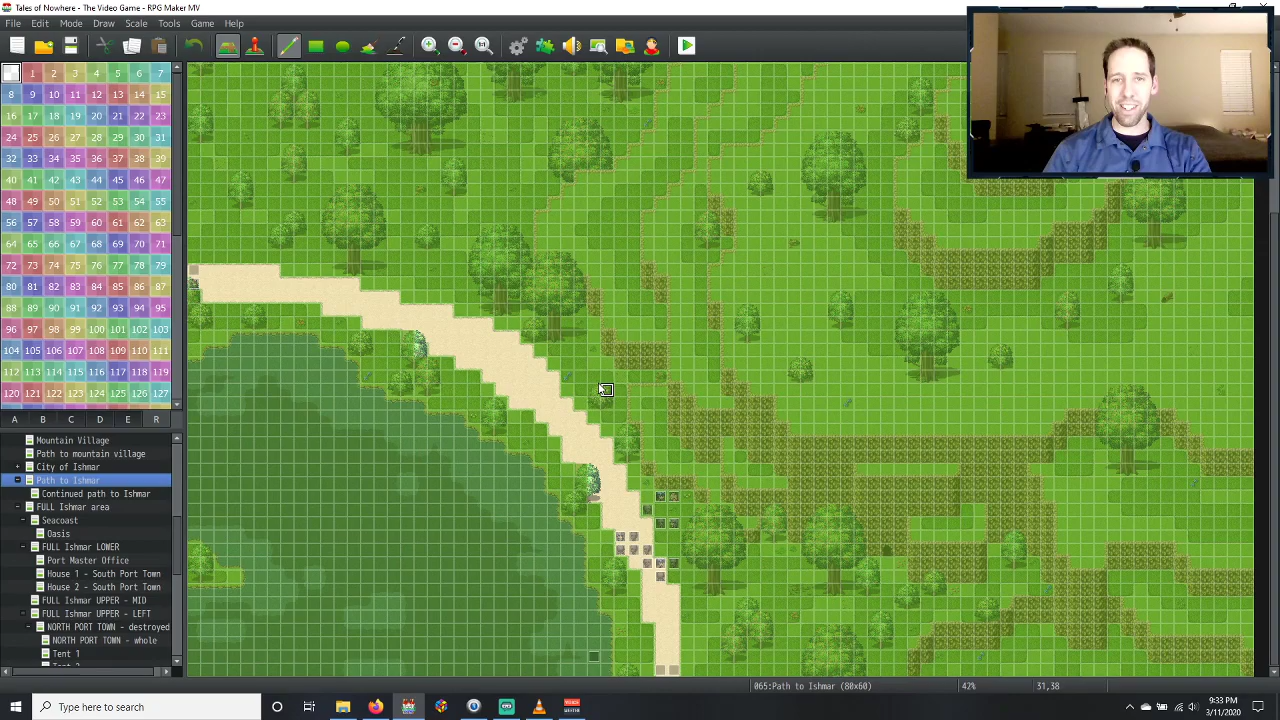 Tales of Nowhere - The Video Game - RPG Maker MV
File Edit Mode Draw Scale Tools Game Help
1 2 3 4 5 6 7
8 9 10 11 12 13 14 15
16 17 18 19 20 21 22 23
24 25 26 27 28 29 30 31
32 33 34 35 36 37 38 39
40 41 42 43 44 45 46 47
48 49 50 51 52 53 54 55
56 57 58 59 60 61 62 63
64 65 66 67 68 69 70 71
72 73 74 75 76 77 78 79
80 81 82 83 84 85 86 87
88 89 90 91 92 93 94 95
96 97 98 99 100 101 102 103
104 105 106 107 108 109 110 111
112 113 114 115 116 117 118 119
120 121 122 123 124 125 126 127
A B C D E R
Mountain Village
Path to mountain village
City of Ishmar
Path to Ishmar
Continued path to Ishmar
FULL Ishmar area
Seacoast
Oasis
FULL Ishmar LOWER
Port Master Office
House 1 - South Port Town
House 2 - South Port Town
FULL Ishmar UPPER - MID
FULL Ishmar UPPER - LEFT
NORTH PORT TOWN - destroyed
NORTH PORT TOWN - whole
Tent 1
065:Path to Ishmar (80x60) 42% 31,38
Type here to search
9:33 PM
3/11/2020